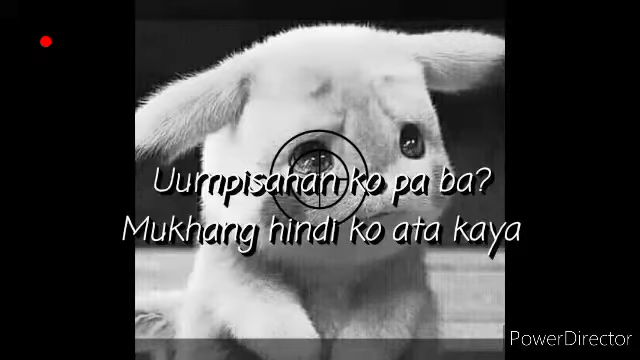 Uumpisahan ko pa ba?
Mukhang hindi ko ata kaya
PowerDirector